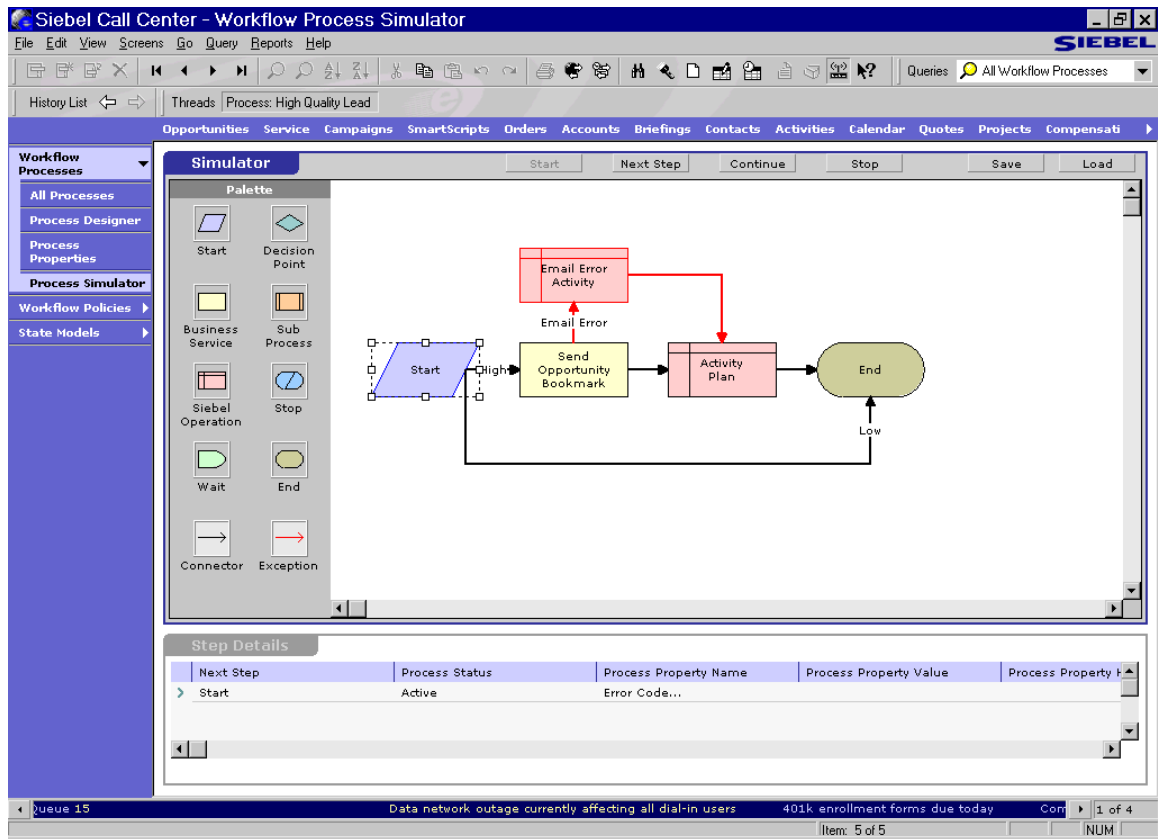 Siebel Call Center - Workflow Process Simulator
File Edit View Screens Go Query Reports Help
SIEBEL
Queries All Workflow Processes
History List Threads Process: High Quality Lead
Opportunities Service Campaigns SmartScripts Orders Accounts Briefings Contacts Activities Calendar Quotes Projects Compensati
Workflow
Processes
All Processes
Process Designer
Process
Properties
Process Simulator
Workflow Policies
State Models
Simulator
Start Next Step Continue Stop Save Load
Palette
Start
Decision
Point
Business
Service
Sub
Process
Siebel
Operation
Stop
Wait
End
Connector
Exception
Email Error
Activity
Email Error
Start
High
Send
Opportunity
Bookmark
Activity
Plan
End
Low
Step Details
Next Step Process Status Process Property Name Process Property Value Process Property
Start Active Error Code...
Queue 15 Data network outage currently affecting all dial-in users 401k enrollment forms due today Com 1 of 4
Item: 5 of 5 NUM